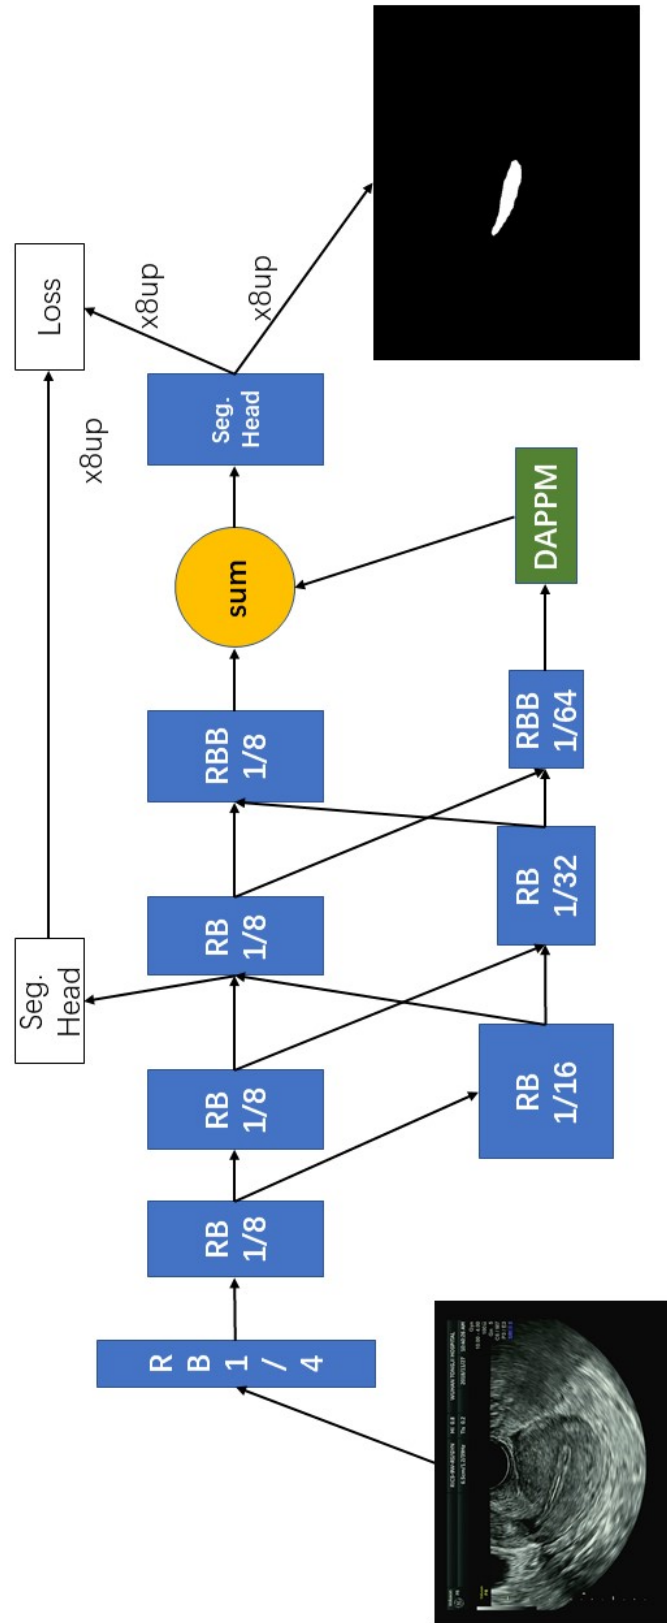 Seg.
Head
Loss
x8up
x8up
x8up
R
B
1
/
4
RB
1/8
RB
1/8
RB
1/8
RBB
1/8
sum
Seg.
Head
RB
1/16
RB
1/32
RBB
1/64
DAPPM